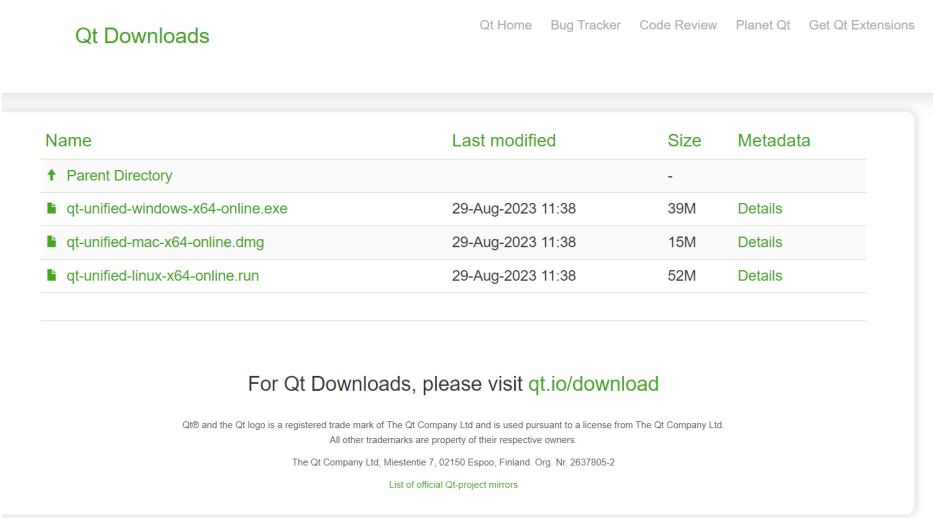 Qt Downloads
Qt Home Bug Tracker Code Review Planet Qt Get Qt Extensions
Name Last modified Size Metadata
Parent Directory -
qt-unified-windows-x64-online.exe 29-Aug-2023 11:38 39M Details
qt-unified-mac-x64-online.dmg 29-Aug-2023 11:38 15M Details
qt-unified-linux-x64-online.run 29-Aug-2023 11:38 52M Details
For Qt Downloads, please visit qt.io/download
Qt® and the Qt logo is a registered trade mark of The Qt Company Ltd and is used pursuant to a license from The Qt Company Ltd.
All other trademarks are property of their respective owners.
The Qt Company Ltd, Miestentie 7, 02150 Espoo, Finland. Org. Nr. 2637805-2
List of official Qt-project mirrors